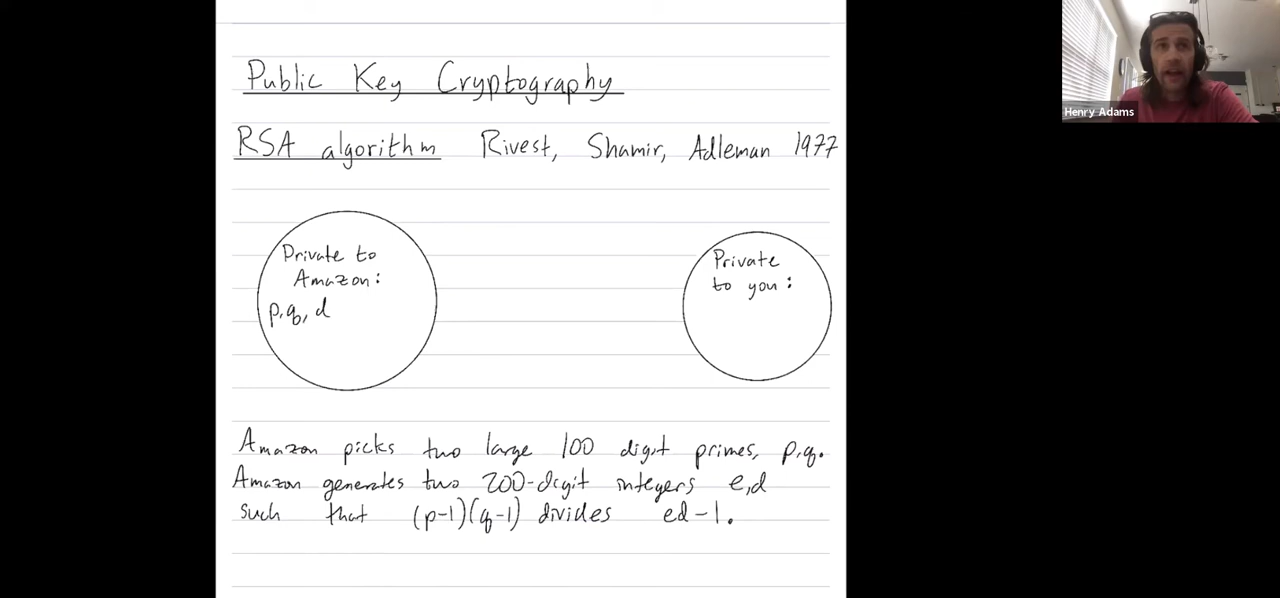 Public Key Cryptography
RSA algorithm Rivest, Shamir, Adleman 1977
Private to
Amazon:
p,q, d
Private
to you:
Amazon picks two large 100 digit primes, p,q.
Amazon generates two 200-digit integers e,d
such that (p-1)(q-1) divides ed-1.
Henry Adams